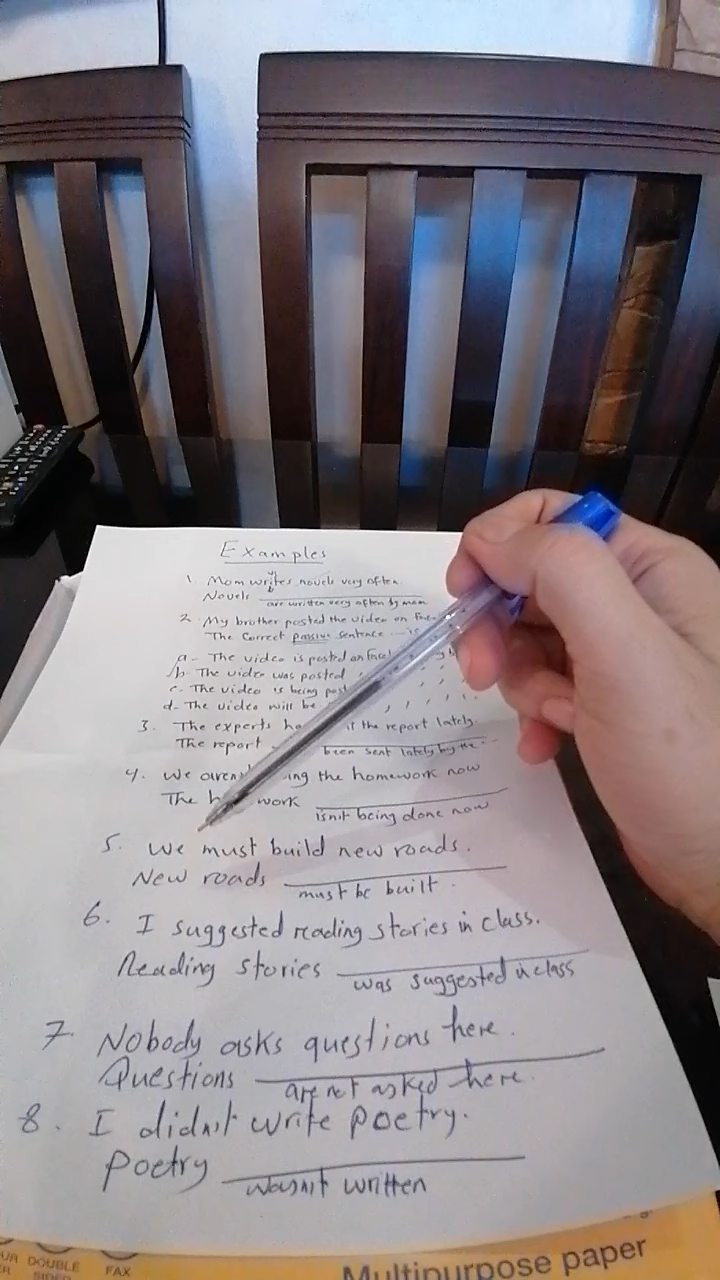 Examples
1. Mom writes novels very often.
Novels are written very often by mom
2. My brother posted the video on
The Correct passive sentence
a- The video is posted on
b. The video was posted
c- The video is being
d- The video will be
3. The experts the report lately.
The report been sent lately by the
4. We the homework now
The isn't being done now
5. We must build new roads.
New roads must be built.
6. I suggested reading stories in class.
Reading stories was suggested in class
7. Nobody asks questions here.
Questions are not asked here.
8. I didn't write poetry.
Poetry wasn't written
DOUBLE
FAX
Multipurpose paper